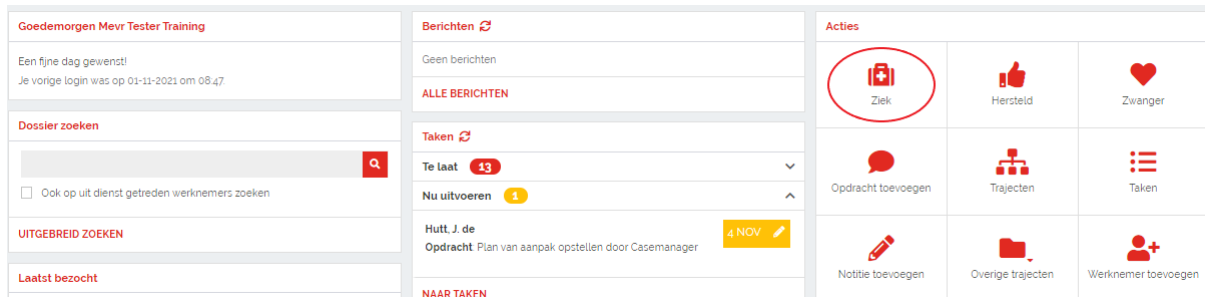 Goedemorgen Mevr Tester Training
Een fijne dag gewenst!
Je vorige login was op 01-11-2021 om 08:47.
Dossier zoeken
Ook op uit dienst getreden werknemers zoeken
UITGEBREID ZOEKEN
Laatst bezocht
Berichten
Geen berichten
ALLE BERICHTEN
Taken
Te laat 13
Nu uitvoeren 1
Hutt, J. de
4 NOV
Opdracht: Plan van aanpak opstellen door Casemanager
NAAR TAKEN
Acties
Ziek Hersteld Zwanger
Opdracht toevoegen Trajecten Taken
Notitie toevoegen Overige trajecten Werknemer toevoegen